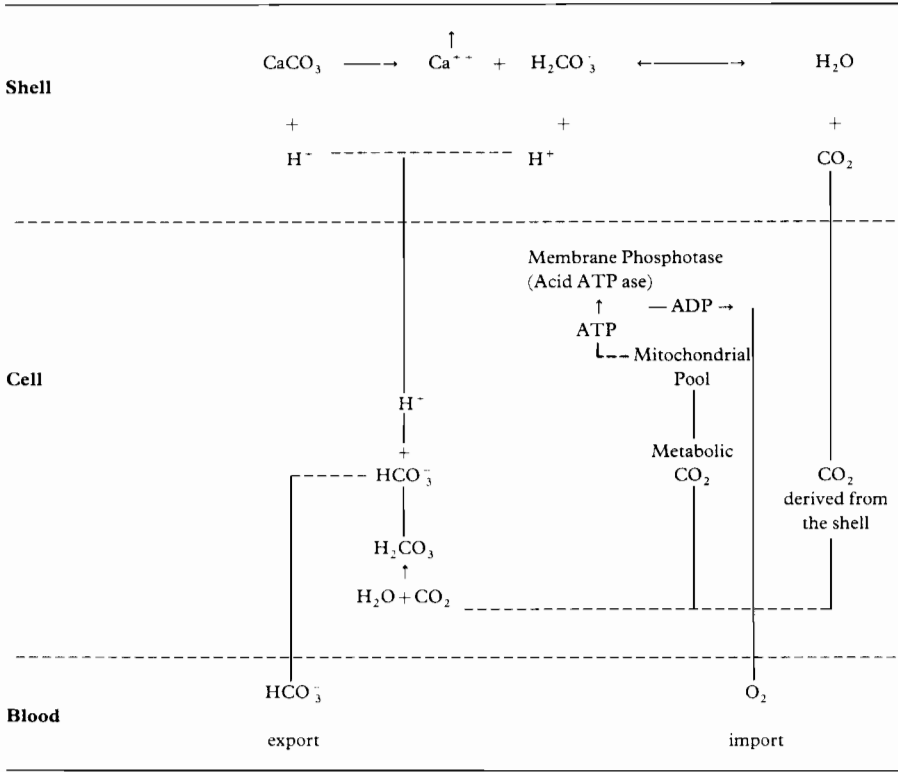 CaCO₃ ⟶ Ca⁺⁺ + H₂CO₃⁻ ⟷ H₂O
↑
Shell
+ + +
H⁺ H⁺ CO₂
Membrane Phosphotase
(Acid ATP ase)
↑ — ADP →
ATP
Mitochondrial
Pool
Cell
H⁺
+
Metabolic
HCO₃⁻ CO₂ CO₂
derived from
the shell
H₂CO₃
↑
H₂O + CO₂
HCO₃⁻ O₂
Blood
export import